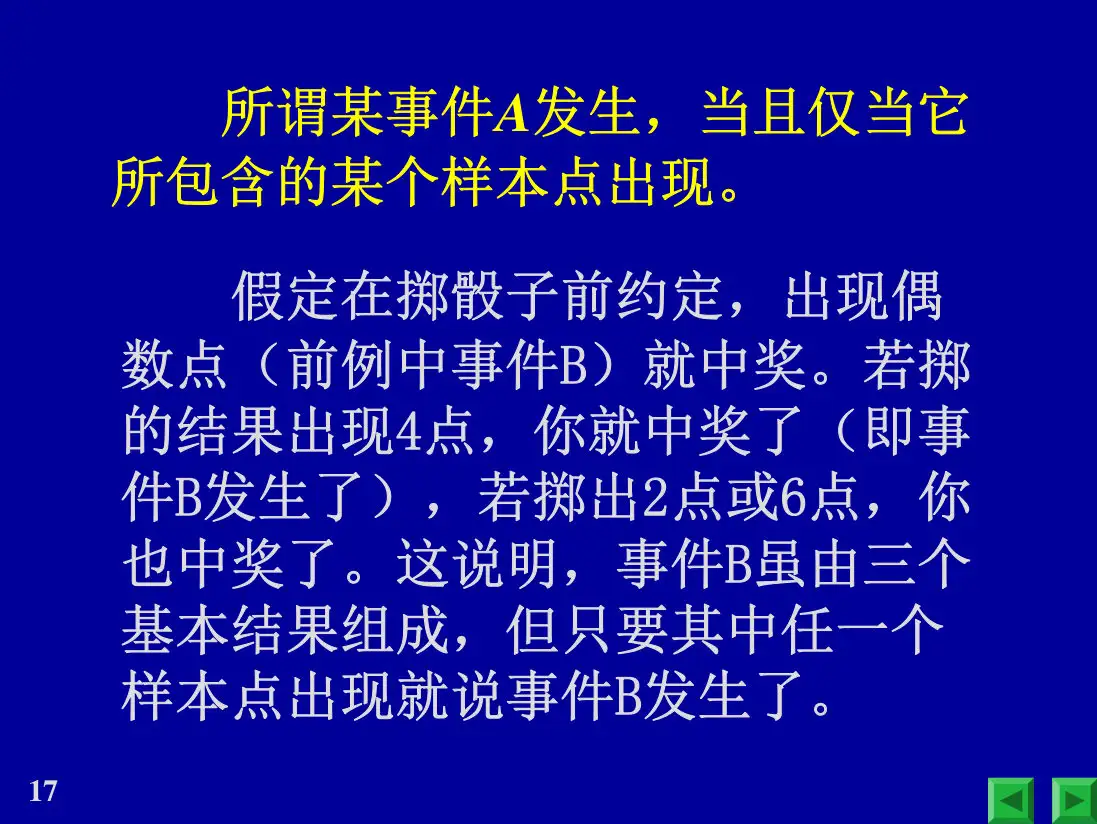 所谓某事件A发生，当且仅当它
所包含的某个样本点出现。
假定在掷骰子前约定，出现偶
数点（前例中事件B）就中奖。若掷
的结果出现4点，你就中奖了（即事
件B发生了），若掷出2点或6点，你
也中奖了。这说明，事件B虽由三个
基本结果组成，但只要其中任一个
样本点出现就说事件B发生了。
17